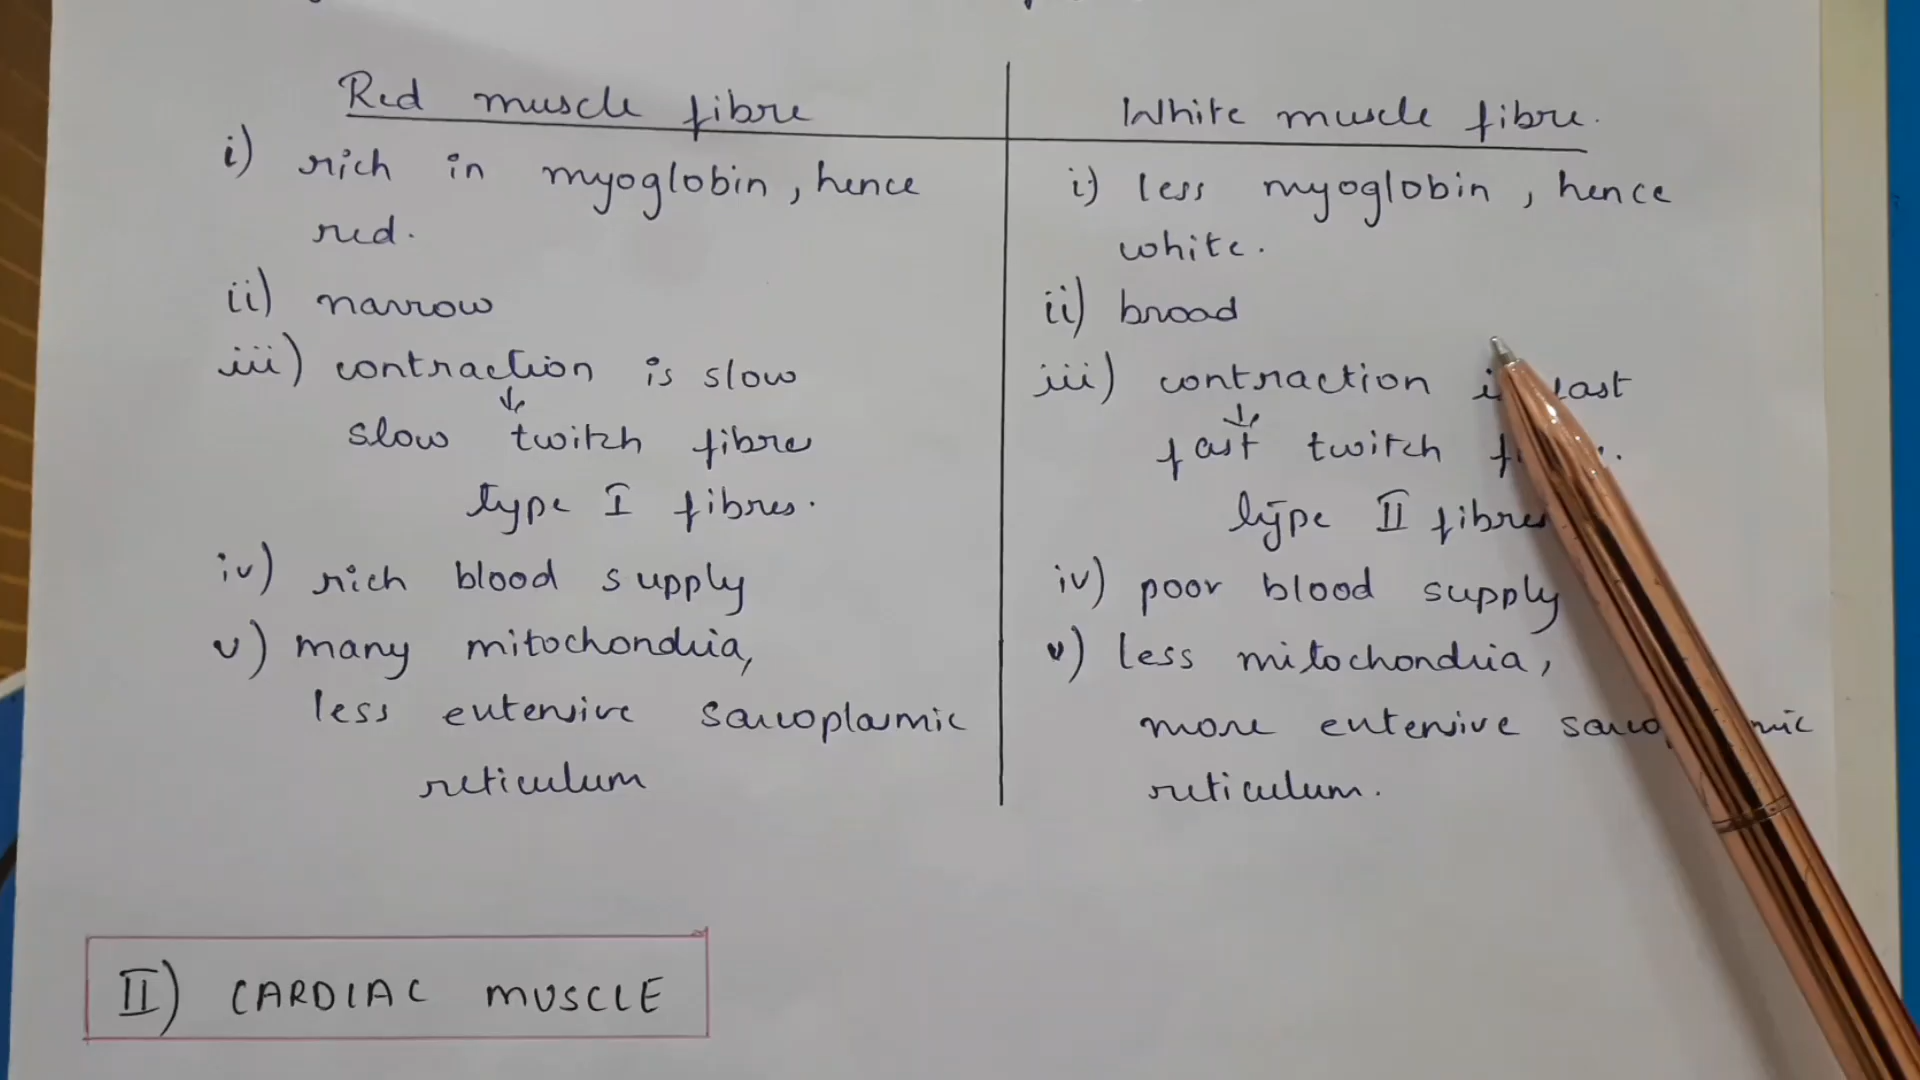 Red muscle fibre
i) rich in myoglobin, hence
red.
ii) narrow
iii) contraction is slow
slow twitch fibre
type I fibres.
iv) rich blood supply
v) many mitochondria,
less extensive sarcoplasmic
reticulum
White muscle fibre.
i) less myoglobin, hence
white.
ii) broad
iii) contraction
fast twitch
type II fibres
iv) poor blood supply
v) less mitochondria,
more extensive
reticulum.
II) CARDIAC MUSCLE